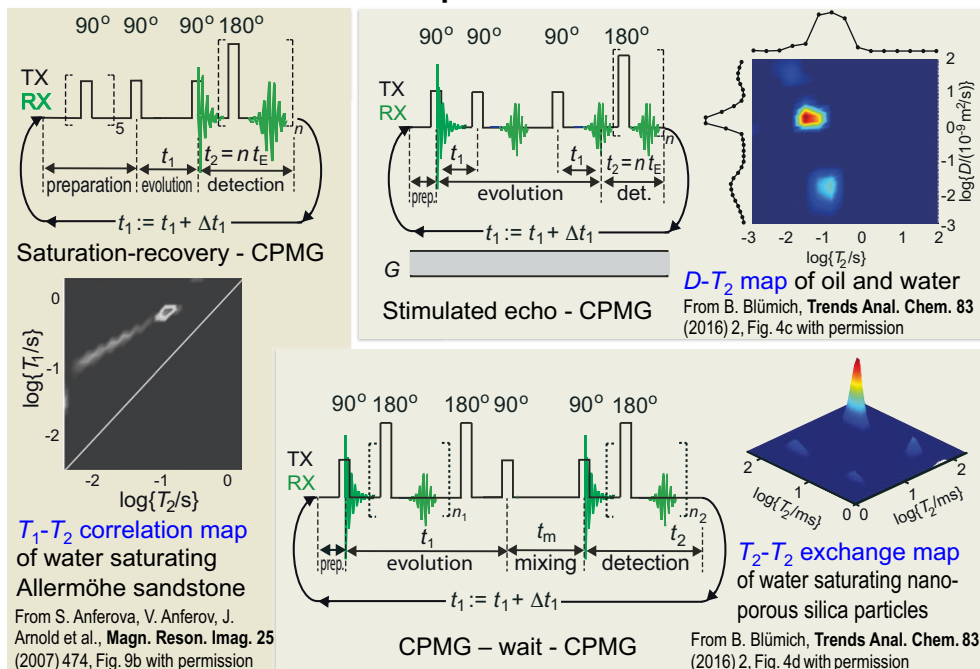 90° 90° 90° 180°
TX
RX
5
n
t₁ t₂ = n t_E
preparation evolution detection
t₁ := t₁ + Δt₁
Saturation-recovery - CPMG
0
-1
-2
log{T₁/s}
-2 -1 0
log{T₂/s}
T₁-T₂ correlation map
of water saturating
Allermöhe sandstone
From S. Anferova, V. Anferov, J.
Arnold et al., Magn. Reson. Imag. 25
(2007) 474, Fig. 9b with permission
90° 90° 90° 180°
TX
RX
n
t₁ t₁ t₂ = n t_E
prep. evolution det.
t₁ := t₁ + Δt₁
G
Stimulated echo - CPMG
2
1
0
-1
-2
-3
log{D/(10⁻⁹ m²/s)}
-3 -2 -1 0 1 2
log{T₂/s}
D-T₂ map of oil and water
From B. Blümich, Trends Anal. Chem. 83
(2016) 2, Fig. 4c with permission
90° 180° 180° 90° 90° 180°
TX
RX
n₁ n₂
t₁ t_m t₂
prep. evolution mixing detection
t₁ := t₁ + Δt₁
CPMG – wait - CPMG
2 1 0 0 1 2
log{T₂/ms} log{T₂/ms}
T₂-T₂ exchange map
of water saturating nano-
porous silica particles
From B. Blümich, Trends Anal. Chem. 83
(2016) 2, Fig. 4d with permission